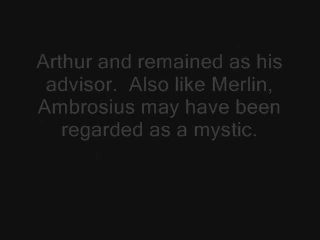 Arthur and remained as his
advisor.  Also like Merlin,
Ambrosius may have been
regarded as a mystic.